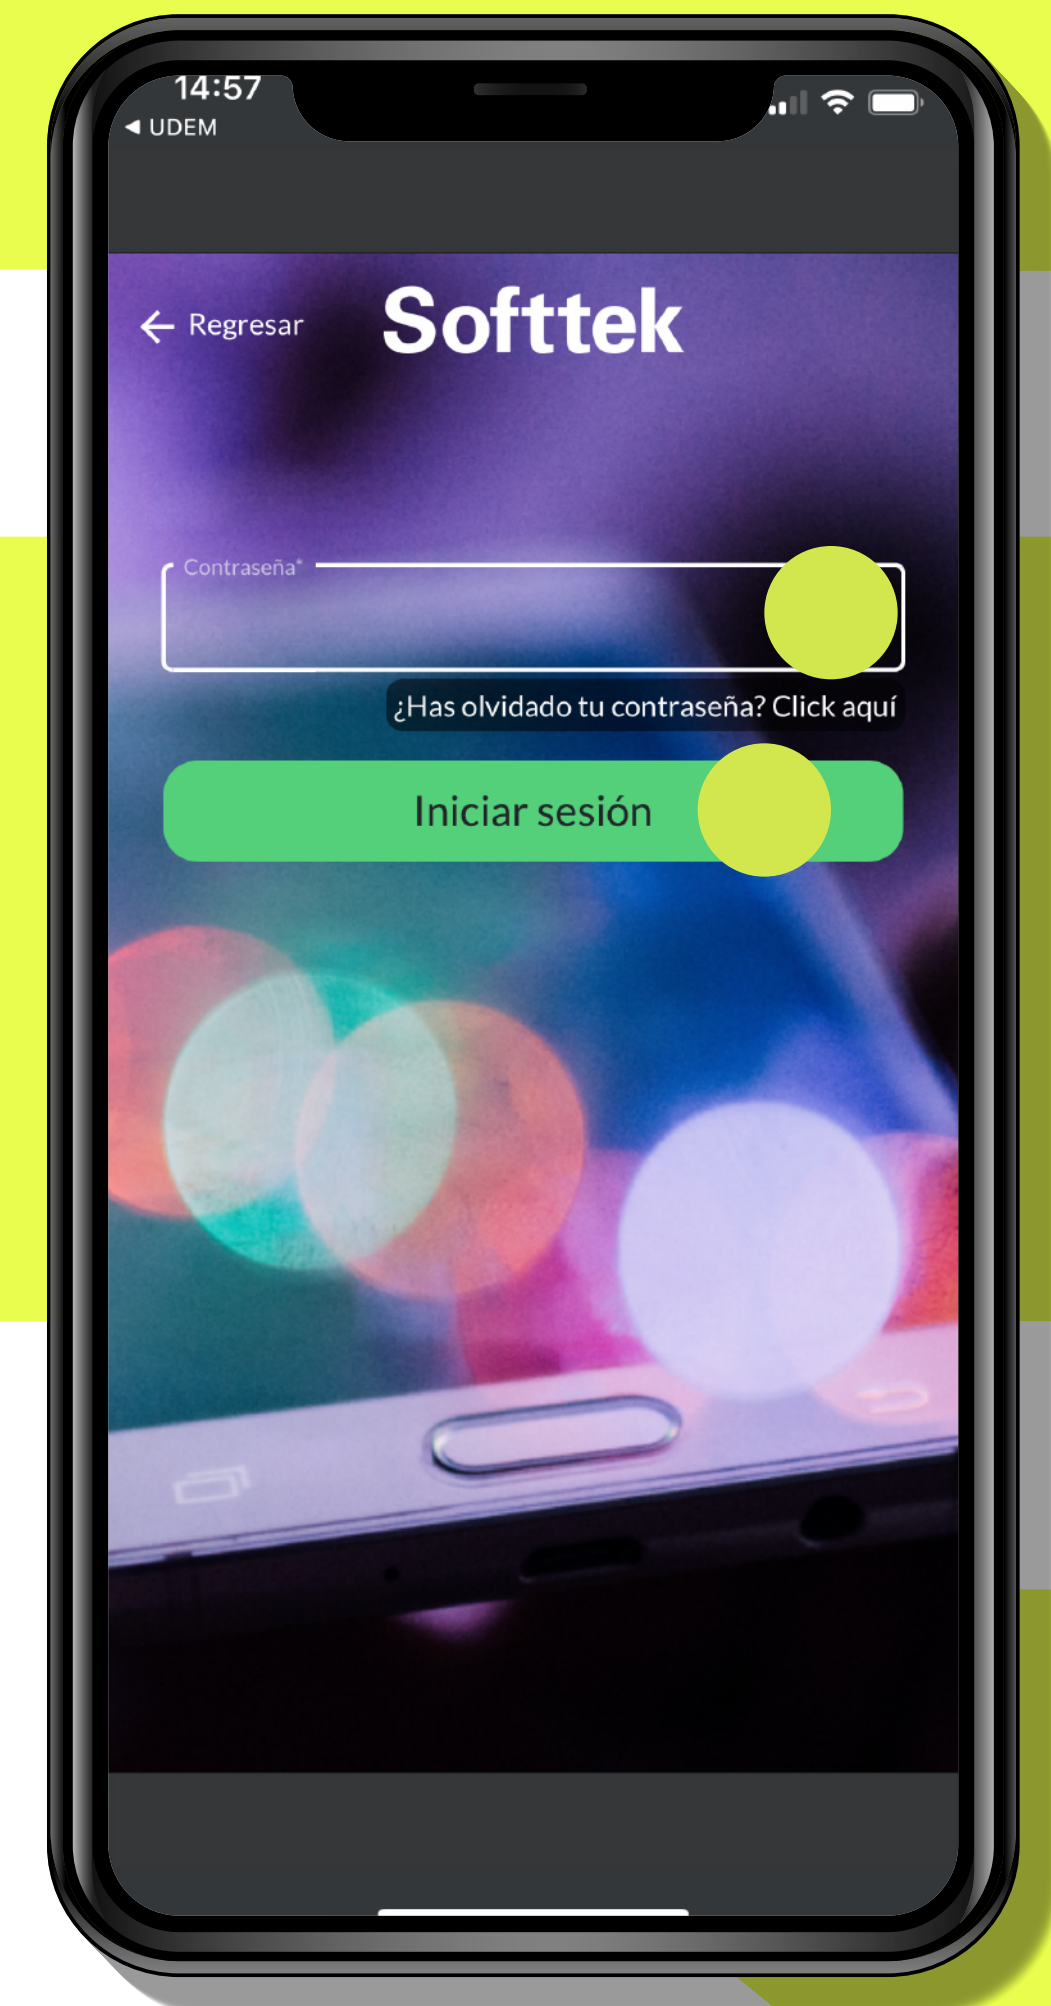 14:57
◀ UDEM
← Regresar
Softtek
Contraseña*
¿Has olvidado tu contraseña? Click aquí
Iniciar sesión